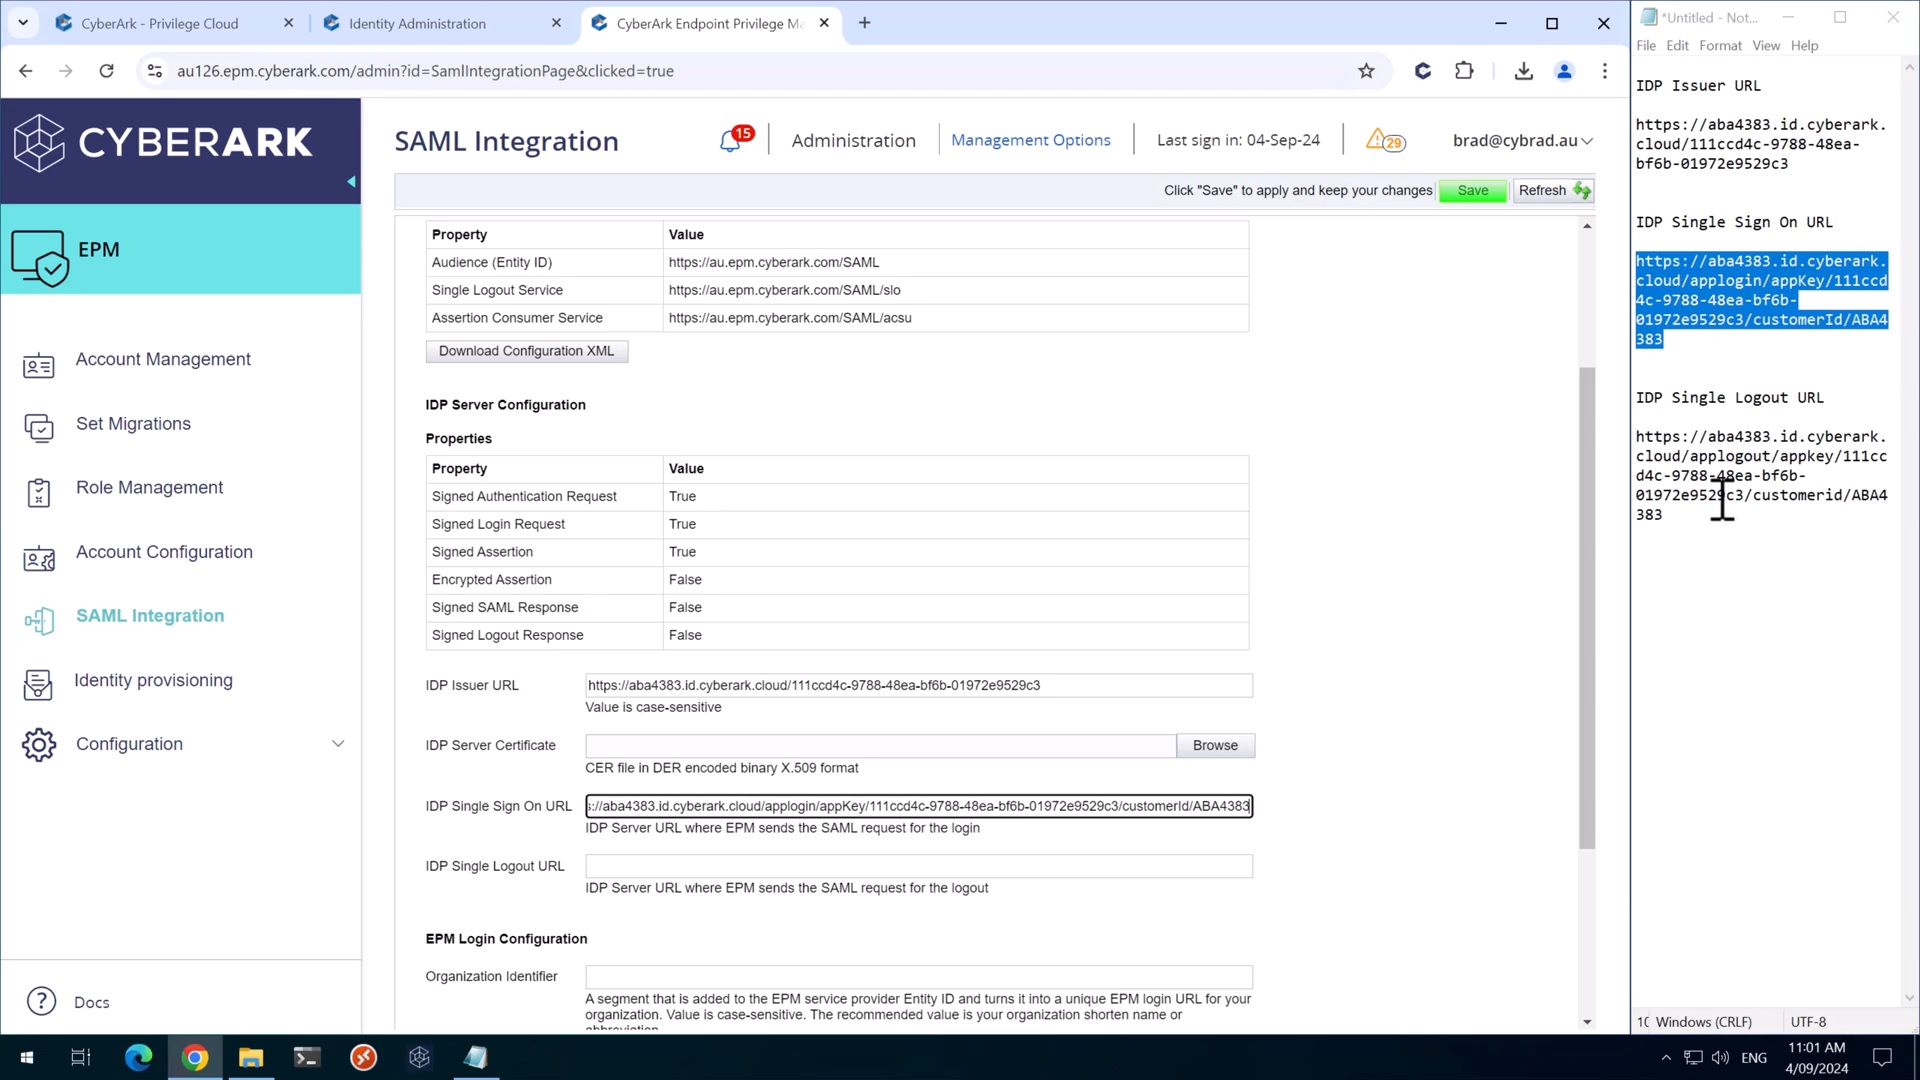 CyberArk - Privilege Cloud
Identity Administration
CyberArk Endpoint Privilege Ma
*Untitled - Not...
au126.epm.cyberark.com/admin?id=SamlIntegrationPage&clicked=true
File Edit Format View Help
CYBERARK
EPM
Account Management
Set Migrations
Role Management
Account Configuration
SAML Integration
Identity provisioning
Configuration
Docs
SAML Integration
15
Administration
Management Options
Last sign in: 04-Sep-24
29
brad@cybrad.au
Click "Save" to apply and keep your changes
Save
Refresh
Property Value
Audience (Entity ID) https://au.epm.cyberark.com/SAML
Single Logout Service https://au.epm.cyberark.com/SAML/slo
Assertion Consumer Service https://au.epm.cyberark.com/SAML/acsu
Download Configuration XML
IDP Server Configuration
Properties
Property Value
Signed Authentication Request True
Signed Login Request True
Signed Assertion True
Encrypted Assertion False
Signed SAML Response False
Signed Logout Response False
IDP Issuer URL https://aba4383.id.cyberark.cloud/111ccd4c-9788-48ea-bf6b-01972e9529c3
Value is case-sensitive
IDP Server Certificate
Browse
CER file in DER encoded binary X.509 format
IDP Single Sign On URL ://aba4383.id.cyberark.cloud/applogin/appKey/111ccd4c-9788-48ea-bf6b-01972e9529c3/customerId/ABA4383
IDP Server URL where EPM sends the SAML request for the login
IDP Single Logout URL
IDP Server URL where EPM sends the SAML request for the logout
EPM Login Configuration
Organization Identifier
A segment that is added to the EPM service provider Entity ID and turns it into a unique EPM login URL for your
organization. Value is case-sensitive. The recommended value is your organization shorten name or
abbreviation
IDP Issuer URL
https://aba4383.id.cyberark.
cloud/111ccd4c-9788-48ea-
bf6b-01972e9529c3
IDP Single Sign On URL
https://aba4383.id.cyberark.
cloud/applogin/appKey/111ccd
4c-9788-48ea-bf6b-
01972e9529c3/customerId/ABA4
383
IDP Single Logout URL
https://aba4383.id.cyberark.
cloud/applogout/appkey/111cc
d4c-9788-48ea-bf6b-
01972e9529c3/customerid/ABA4
383
10 Windows (CRLF) UTF-8
ENG
11:01 AM
4/09/2024